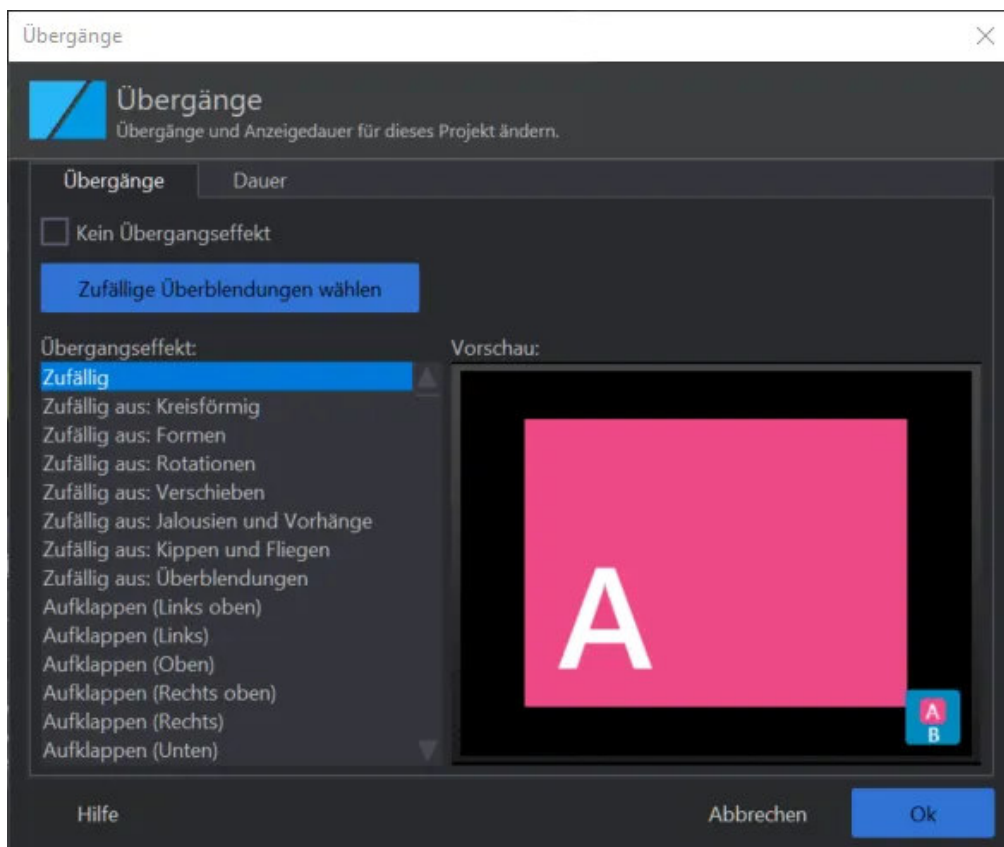 Übergänge
Übergänge
Übergänge und Anzeigedauer für dieses Projekt ändern.
Übergänge Dauer
Kein Übergangseffekt
Zufällige Überblendungen wählen
Übergangseffekt: Vorschau:
Zufällig
Zufällig aus: Kreisförmig
Zufällig aus: Formen
Zufällig aus: Rotationen
Zufällig aus: Verschieben
Zufällig aus: Jalousien und Vorhänge
Zufällig aus: Kippen und Fliegen
Zufällig aus: Überblendungen
Aufklappen (Links oben)
Aufklappen (Links)
Aufklappen (Oben)
Aufklappen (Rechts oben)
Aufklappen (Rechts)
Aufklappen (Unten)
A
A
B
Hilfe Abbrechen Ok